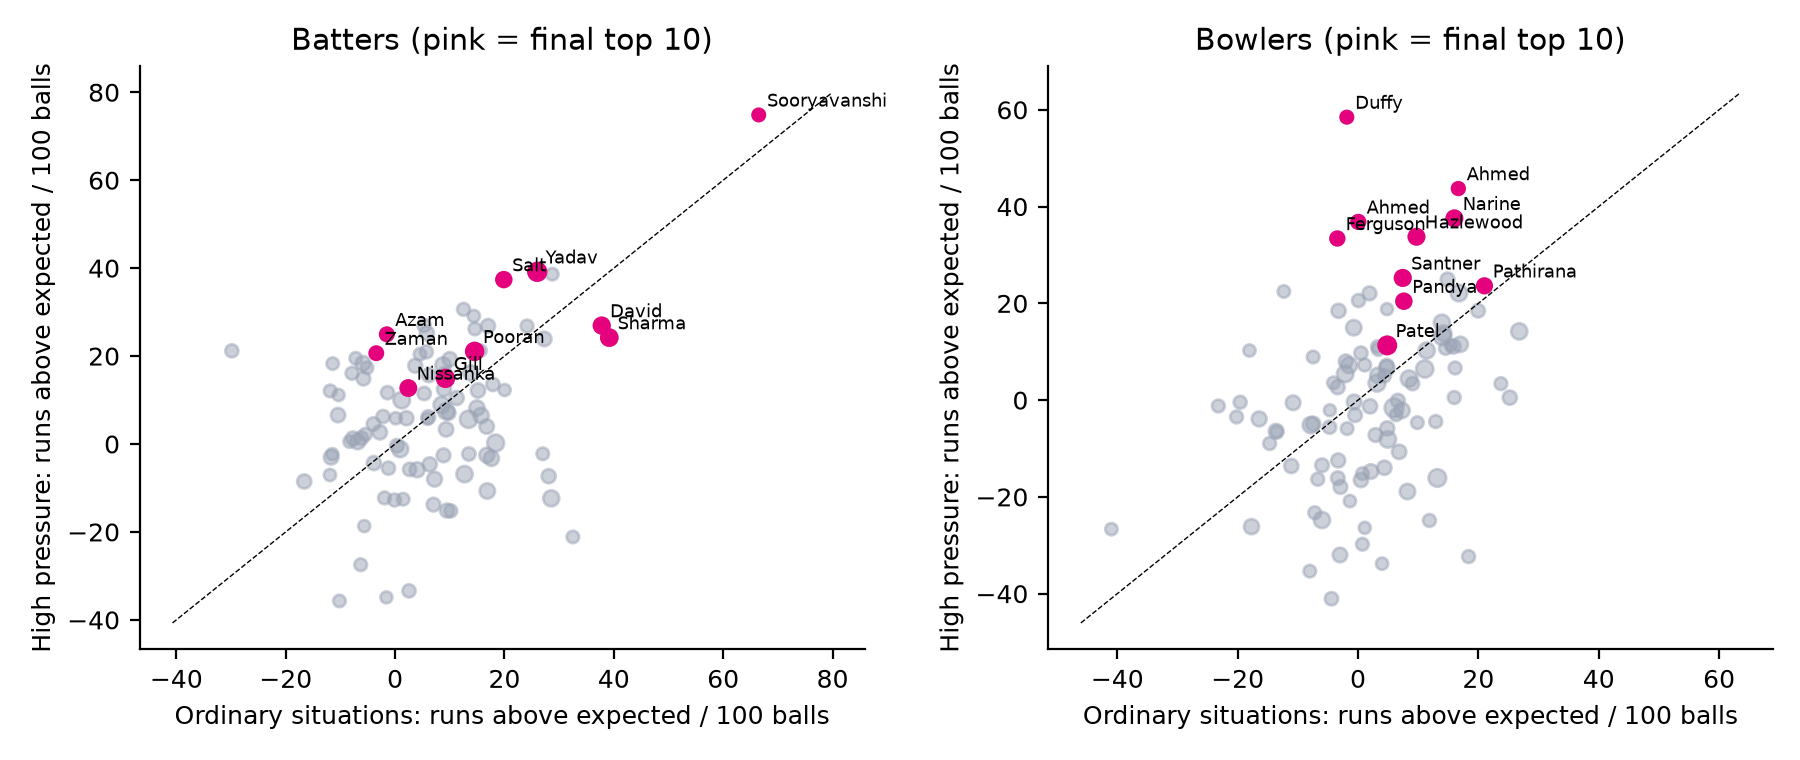 Batters (pink = final top 10)
High pressure: runs above expected / 100 balls
80
60
40
20
0
−20
−40
Sooryavanshi
Yadav
Salt
David
Sharma
Azam
Zaman
Pooran
Gill
Nissanka
−40 −20 0 20 40 60 80
Ordinary situations: runs above expected / 100 balls
Bowlers (pink = final top 10)
High pressure: runs above expected / 100 balls
60
40
20
0
−20
−40
Duffy
Ahmed
Narine
Ahmed
Hazlewood
Ferguson
Santner
Pathirana
Pandya
Patel
−40 −20 0 20 40 60
Ordinary situations: runs above expected / 100 balls